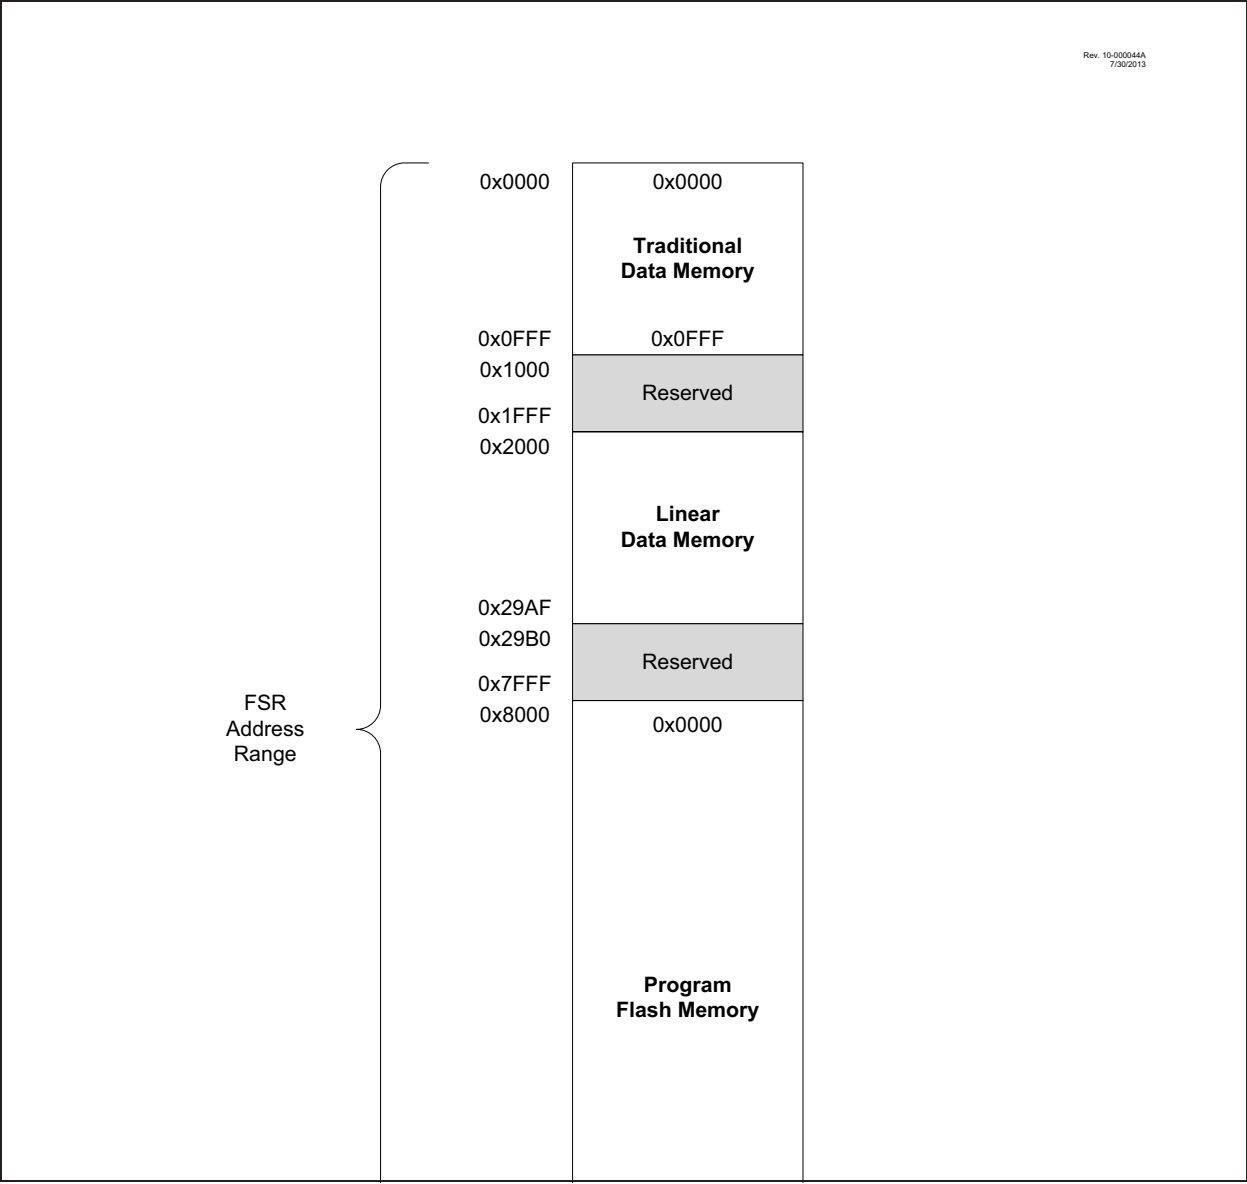 Rev. 10-000044A
7/30/2013
0x0000 0x0000
Traditional
Data Memory
0x0FFF 0x0FFF
0x1000
Reserved
0x1FFF
0x2000
Linear
Data Memory
0x29AF
0x29B0
Reserved
0x7FFF
0x8000 0x0000
FSR
Address
Range
Program
Flash Memory